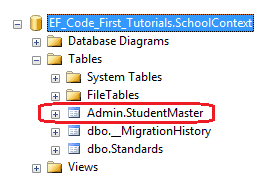 EF_Code_First_Tutorials.SchoolContext
Database Diagrams
Tables
System Tables
FileTables
Admin.StudentMaster
dbo.__MigrationHistory
dbo.Standards
Views